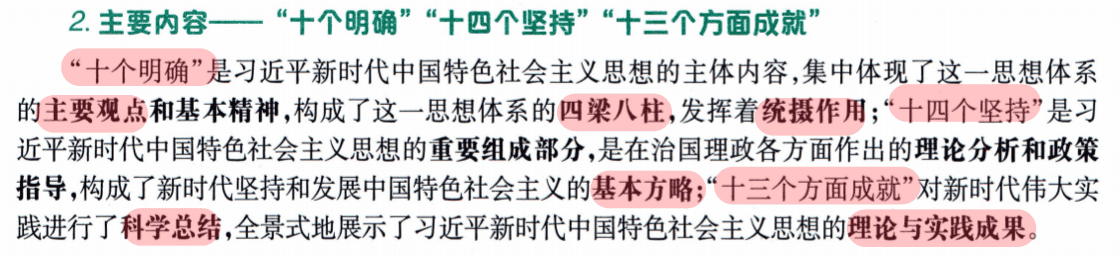 2. 主要内容——“十个明确”“十四个坚持”“十三个方面成就”
“十个明确”是习近平新时代中国特色社会主义思想的主体内容,集中体现了这一思想体系
的主要观点和基本精神,构成了这一思想体系的四梁八柱,发挥着统摄作用;“十四个坚持”是习
近平新时代中国特色社会主义思想的重要组成部分,是在治国理政各方面作出的理论分析和政策
指导,构成了新时代坚持和发展中国特色社会主义的基本方略;“十三个方面成就”对新时代伟大实
践进行了科学总结,全景式地展示了习近平新时代中国特色社会主义思想的理论与实践成果。